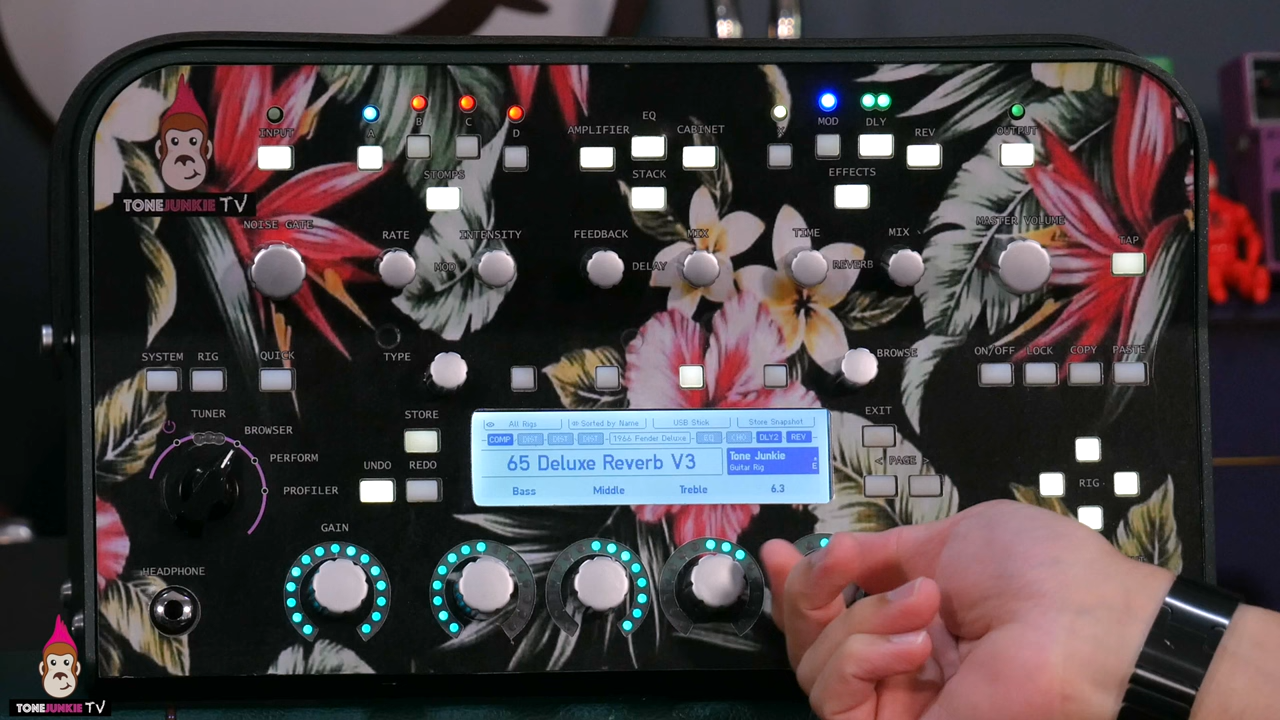 INPUT
A
B
C
D
STOMPS
AMPLIFIER
EQ
CABINET
STACK
X
MOD
DLY
REV
EFFECTS
OUTPUT
TONEJUNKIE TV
NOISE GATE
RATE
MOD
INTENSITY
FEEDBACK
DELAY
MIX
TIME
REVERB
MIX
MASTER VOLUME
TAP
SYSTEM
RIG
QUICK
TYPE
BROWSE
ON/OFF
LOCK
COPY
PASTE
TUNER
BROWSER
PERFORM
PROFILER
STORE
UNDO
REDO
All Rigs
Sorted by Name
USB Stick
Store Snapshot
COMP
DIST
DIST
DIST
1966 Fender Deluxe
EQ
CHO
DLY2
REV
65 Deluxe Reverb V3
Tone Junkie
Guitar Rig
E
Bass
Middle
Treble
6.3
EXIT
< PAGE >
RIG
GAIN
HEADPHONE
TONEJUNKIE TV